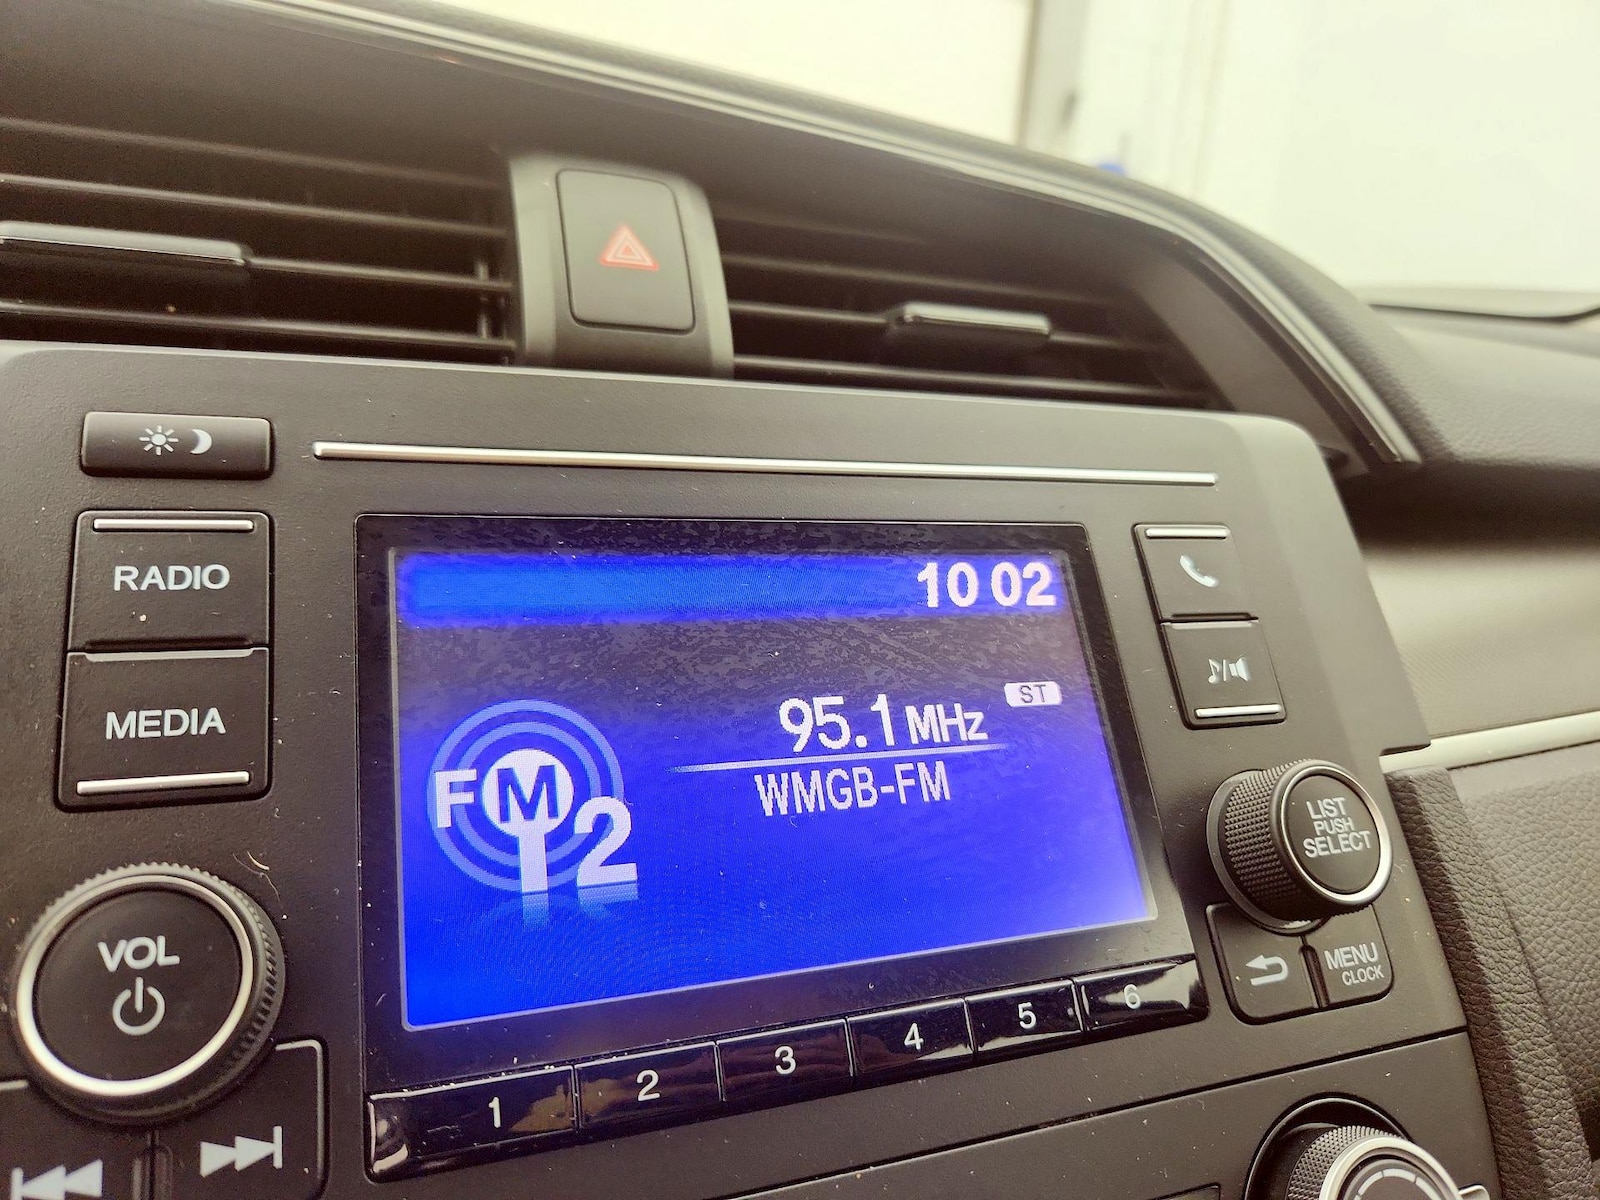 RADIO
MEDIA
VOL
10 02
95.1 MHz
ST
WMGB-FM
FM 2
LIST
PUSH
SELECT
MENU
CLOCK
1 2 3 4 5 6